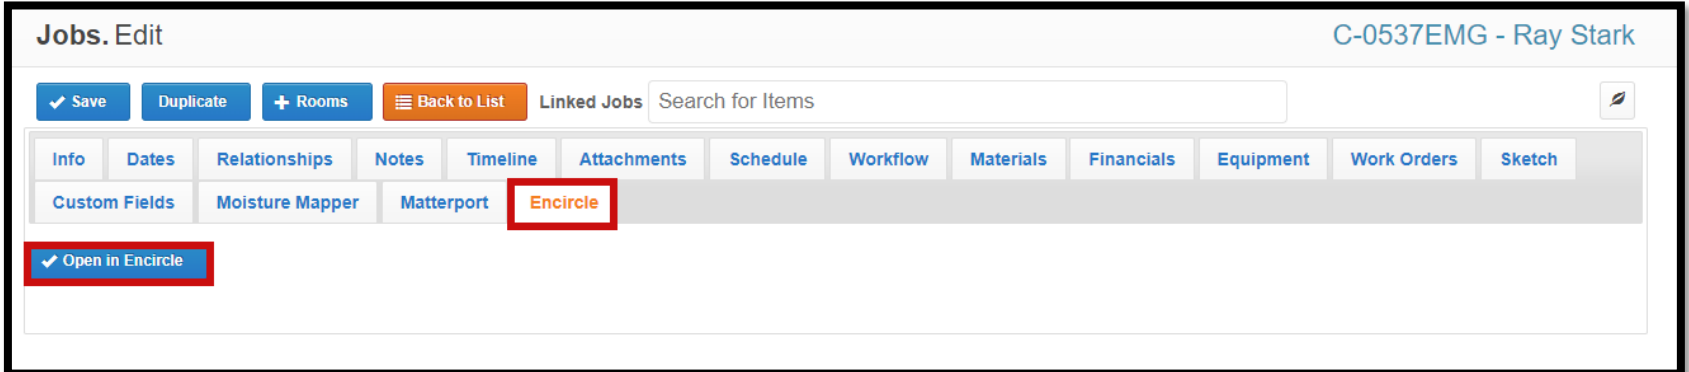 Jobs. Edit C-0537EMG - Ray Stark
Save Duplicate Rooms Back to List Linked Jobs Search for Items
Info Dates Relationships Notes Timeline Attachments Schedule Workflow Materials Financials Equipment Work Orders Sketch
Custom Fields Moisture Mapper Matterport Encircle
Open in Encircle